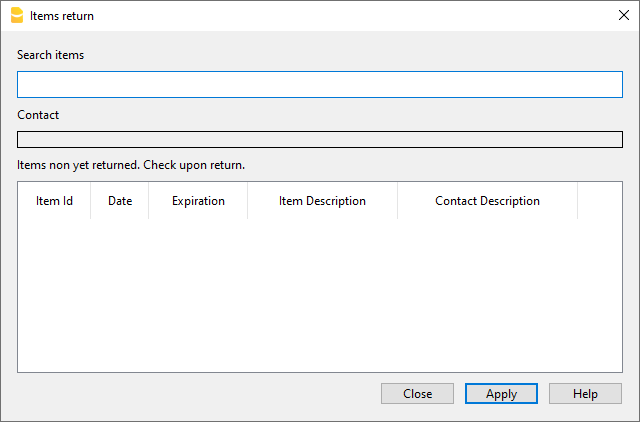 Items return
Search items
Contact
Items non yet returned. Check upon return.
Item Id Date Expiration Item Description Contact Description
Close Apply Help